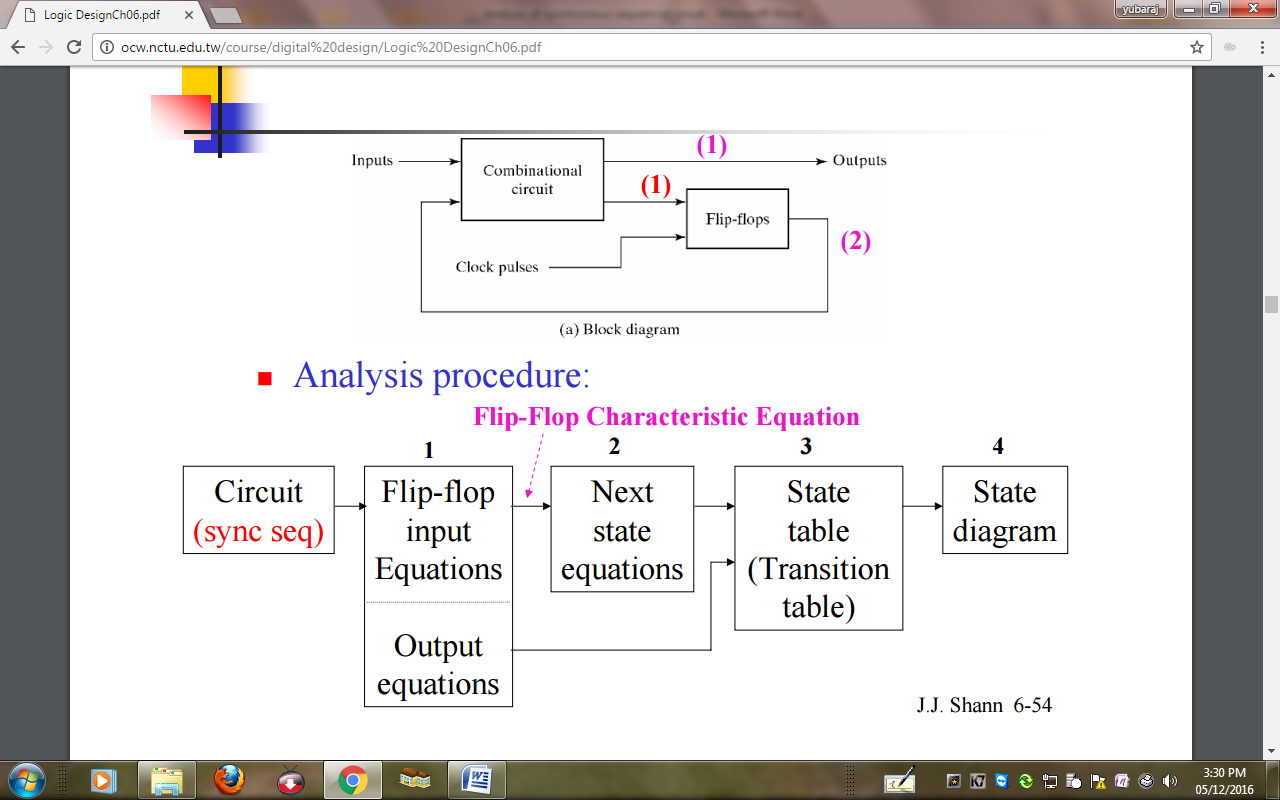 Logic DesignCh06.pdf
yubaraj
ocw.nctu.edu.tw/course/digital%20design/Logic%20DesignCh06.pdf
(1)
Inputs
Outputs
Combinational
circuit
(1)
Flip-flops
(2)
Clock pulses
(a) Block diagram
Analysis procedure:
Flip-Flop Characteristic Equation
1 2 3 4
Circuit
(sync seq)
Flip-flop
input
Equations
Output
equations
Next
state
equations
State
table
(Transition
table)
State
diagram
J.J. Shann 6-54
3:30 PM
05/12/2016